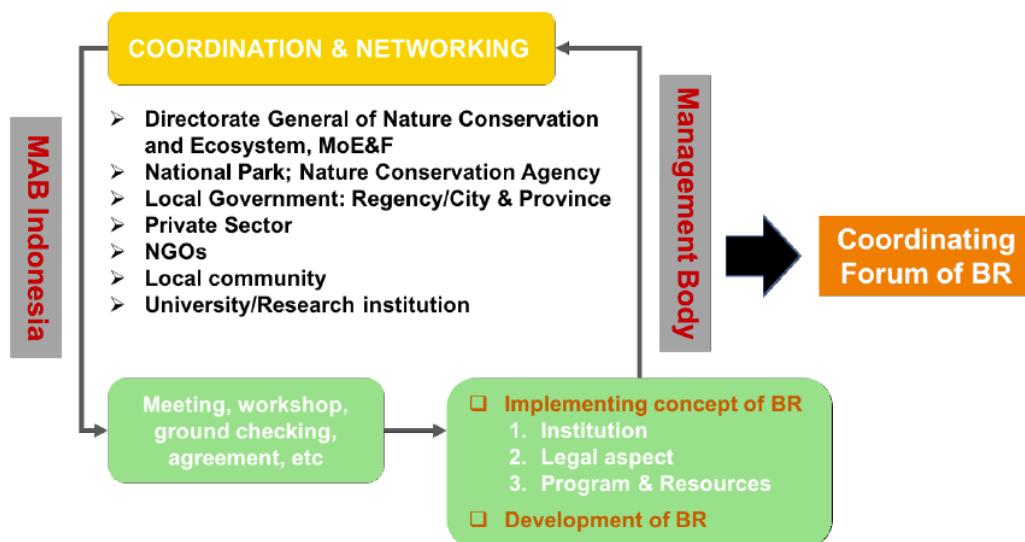 COORDINATION & NETWORKING
MAB Indonesia
➢ Directorate General of Nature Conservation
and Ecosystem, MoE&F
➢ National Park; Nature Conservation Agency
➢ Local Government: Regency/City & Province
➢ Private Sector
➢ NGOs
➢ Local community
➢ University/Research institution
Management Body
Coordinating
Forum of BR
Meeting, workshop,
ground checking,
agreement, etc
❑ Implementing concept of BR
1. Institution
2. Legal aspect
3. Program & Resources
❑ Development of BR